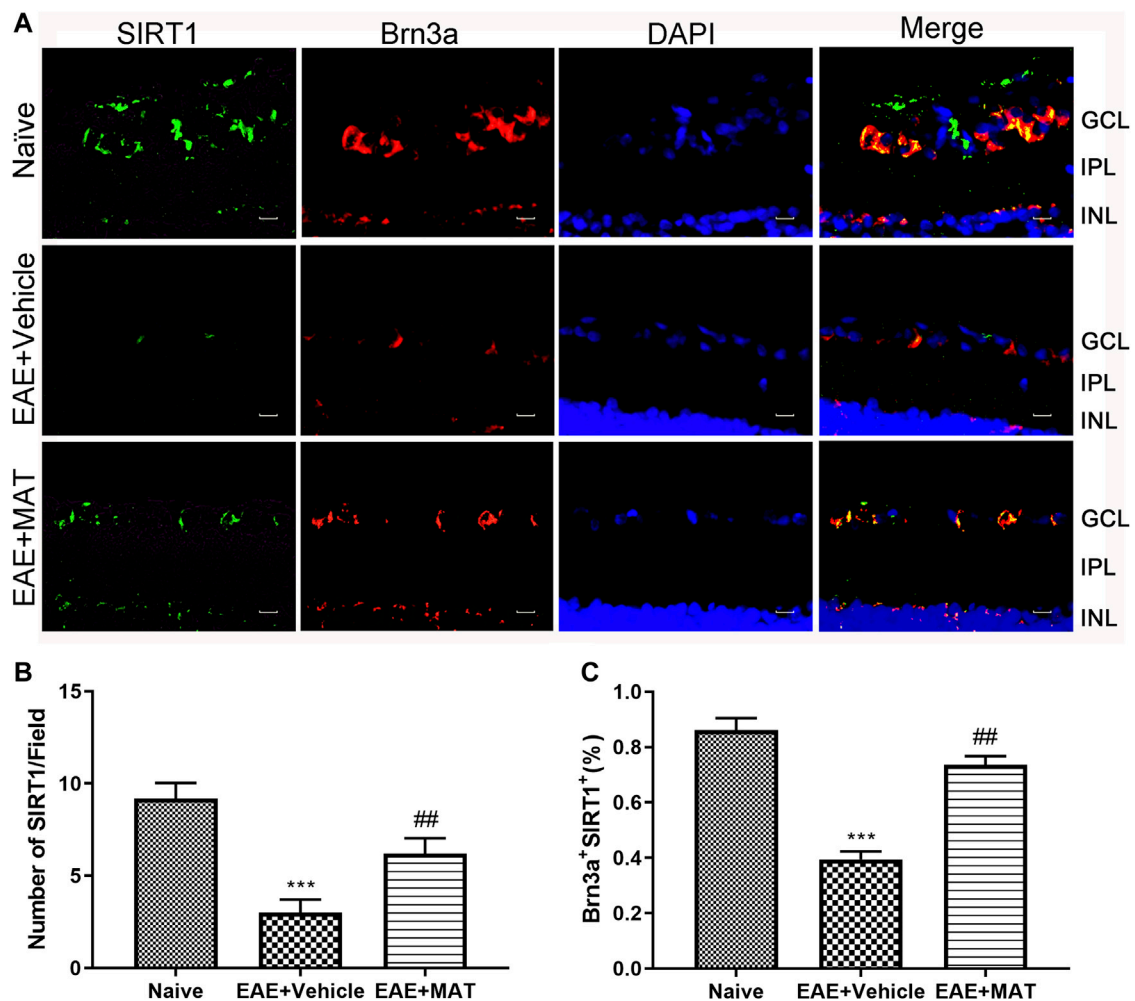 A
SIRT1 Brn3a DAPI Merge
Naïve
GCL
IPL
INL
EAE+Vehicle
GCL
IPL
INL
EAE+MAT
GCL
IPL
INL
B
Number of SIRT1/Field
15
10
5
0
***
##
Naive EAE+Vehicle EAE+MAT
C
Brn3a+SIRT1+(%)
1.0
0.8
0.6
0.4
0.2
0.0
***
##
Naive EAE+Vehicle EAE+MAT